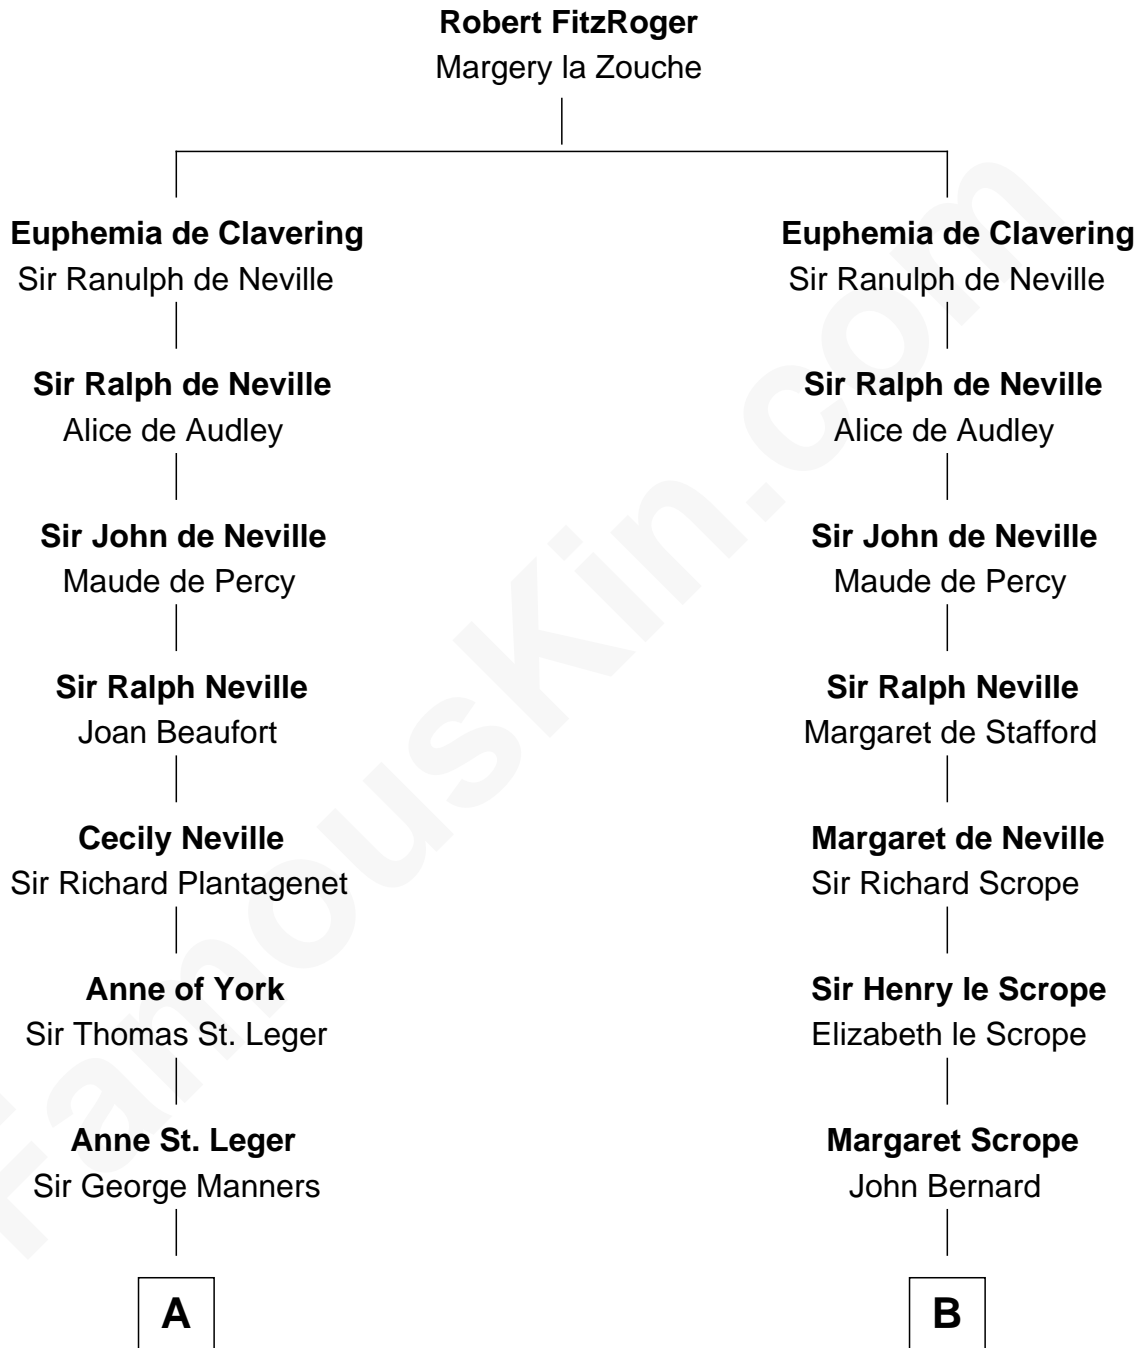 Robert FitzRoger
Margery la Zouche
Euphemia de Clavering
Sir Ranulph de Neville
Sir Ralph de Neville
Alice de Audley
Sir John de Neville
Maude de Percy
Sir Ralph Neville
Joan Beaufort
Cecily Neville
Sir Richard Plantagenet
Anne of York
Sir Thomas St. Leger
Anne St. Leger
Sir George Manners
A
Euphemia de Clavering
Sir Ranulph de Neville
Sir Ralph de Neville
Alice de Audley
Sir John de Neville
Maude de Percy
Sir Ralph Neville
Margaret de Stafford
Margaret de Neville
Sir Richard Scrope
Sir Henry le Scrope
Elizabeth le Scrope
Margaret Scrope
John Bernard
B
FamousKin.com